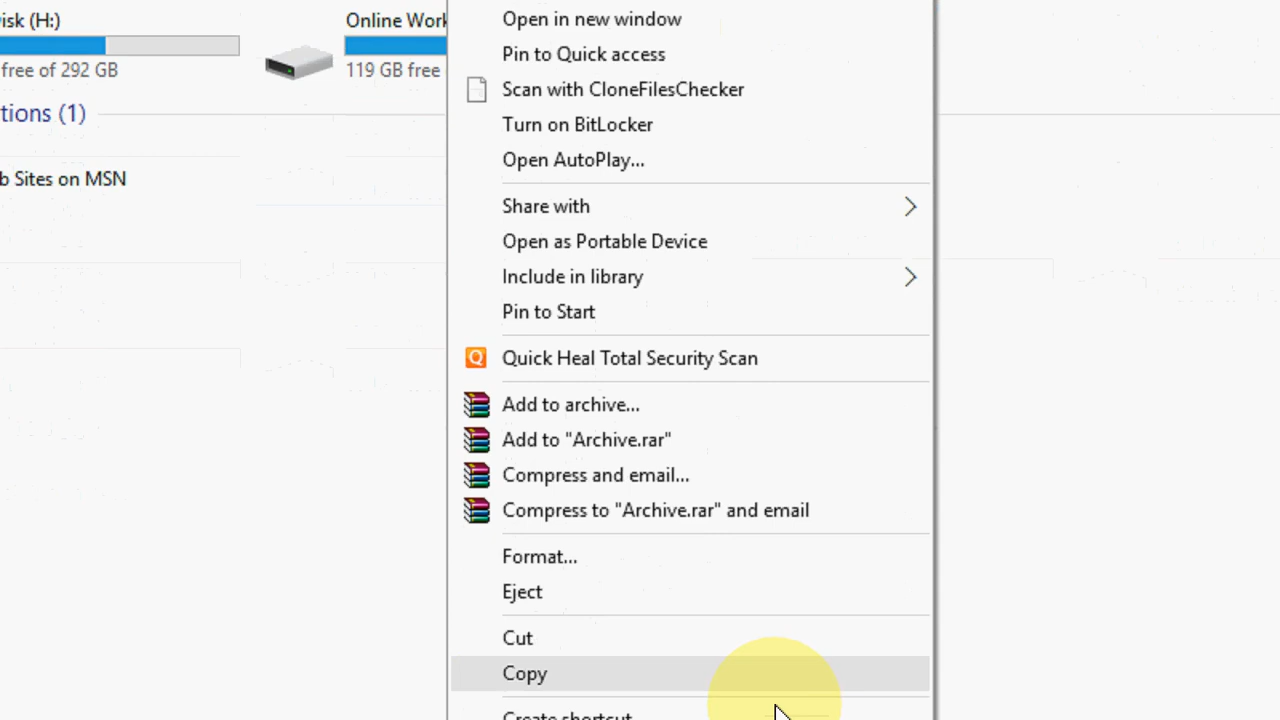 isk (H:)
free of 292 GB
Online Work
119 GB free
tions (1)
b Sites on MSN
Open in new window
Pin to Quick access
Scan with CloneFilesChecker
Turn on BitLocker
Open AutoPlay...
Share with
Open as Portable Device
Include in library
Pin to Start
Quick Heal Total Security Scan
Add to archive...
Add to "Archive.rar"
Compress and email...
Compress to "Archive.rar" and email
Format...
Eject
Cut
Copy
Create shortcut